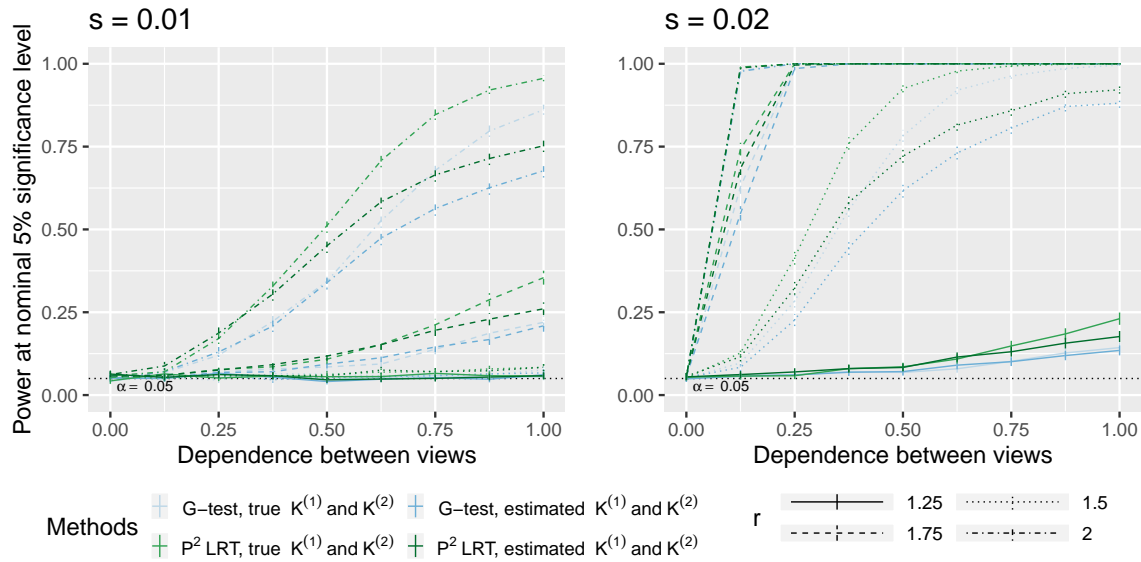 s = 0.01
s = 0.02
Power at nominal 5% significance level
1.00
0.75
0.50
0.25
0.00
α = 0.05
0.00 0.25 0.50 0.75 1.00
Dependence between views
1.00
0.75
0.50
0.25
0.00
α = 0.05
0.00 0.25 0.50 0.75 1.00
Dependence between views
Methods
G−test, true K(1) and K(2)
G−test, estimated K(1) and K(2)
P2 LRT, true K(1) and K(2)
P2 LRT, estimated K(1) and K(2)
r
1.25
1.5
1.75
2